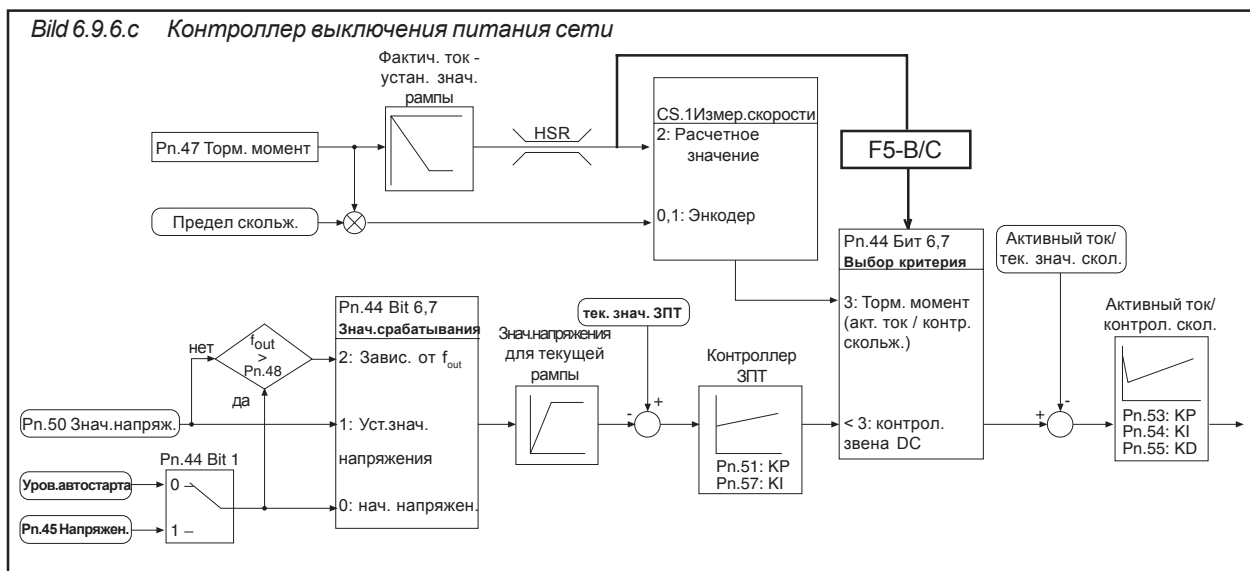 Bild 6.9.6.c Контроллер выключения питания сети
Фактич. ток -
устан. знач.
рампы
Pn.47 Торм. момент
HSR
CS.1Измер.скорости
2: Расчетное
значение
0,1: Энкодер
F5-B/C
Предел скольж.
Pn.44 Бит 6,7
Выбор критерия
3: Торм. момент
(акт. ток / контр.
скольж.)
< 3: контрол.
звена DC
Активный ток/
тек. знач. скол.
Активный ток/
контрол. скол.
Pn.53: KP
Pn.54: KI
Pn.55: KD
+
-
Pn.44 Bit 6,7
Знач.срабатывания
2: Завис. от fout
1: Уст.знач.
напряжения
0: нач. напряжен.
нет
fout
>
Pn.48
да
Pn.50 Знач.напряж.
Pn.44 Bit 1
Уров.автостарта
0 –
Pn.45 Напряжен.
1 –
Знач.напряжения
для текущей
рампы
тек. знач. ЗПТ
-
+
Контроллер
ЗПТ
Pn.51: KP
Pn.57: KI